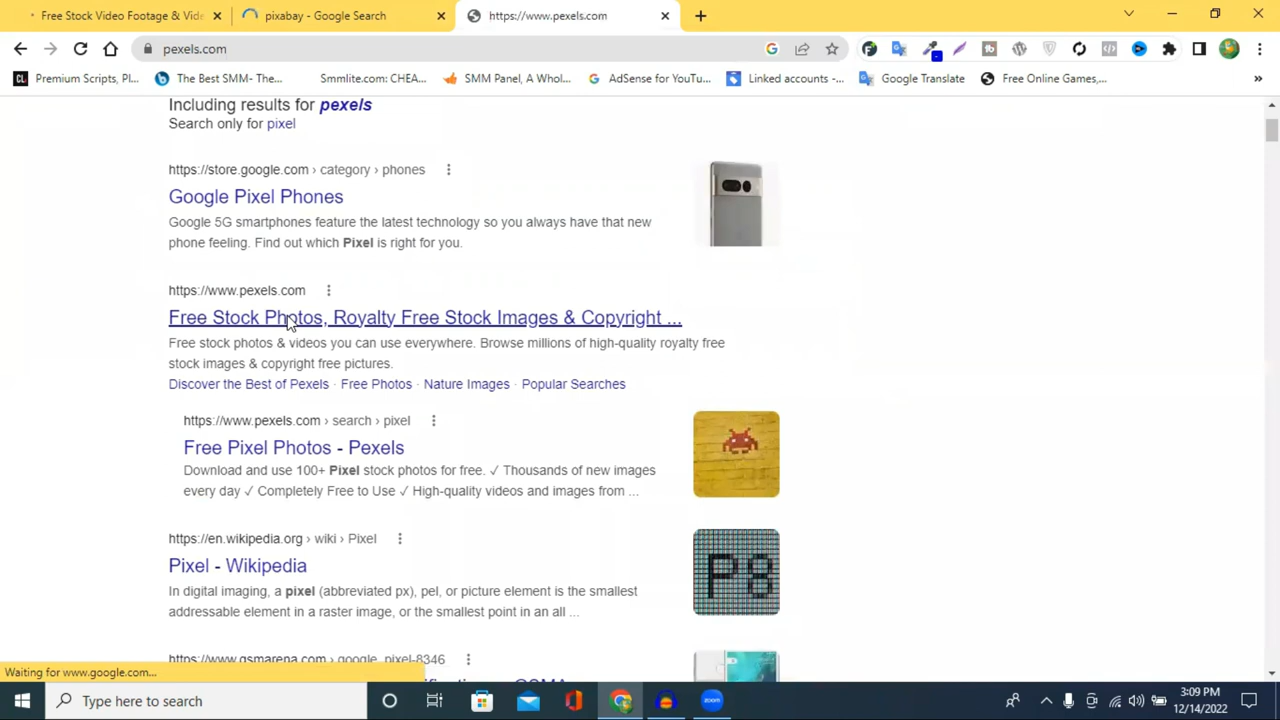 Free Stock Video Footage & Vide
pixabay - Google Search
https://www.pexels.com
pexels.com
Premium Scripts, Pl...
The Best SMM- The...
Smmlite.com: CHEA...
SMM Panel, A Whol...
AdSense for YouTu...
Linked accounts -...
Google Translate
Free Online Games,...
Including results for pexels
Search only for pixel
https://store.google.com › category › phones
Google Pixel Phones
Google 5G smartphones feature the latest technology so you always have that new
phone feeling. Find out which Pixel is right for you.
https://www.pexels.com
Free Stock Photos, Royalty Free Stock Images & Copyright ...
Free stock photos & videos you can use everywhere. Browse millions of high-quality royalty free
stock images & copyright free pictures.
Discover the Best of Pexels · Free Photos · Nature Images · Popular Searches
https://www.pexels.com › search › pixel
Free Pixel Photos - Pexels
Download and use 100+ Pixel stock photos for free. ✓ Thousands of new images
every day ✓ Completely Free to Use ✓ High-quality videos and images from ...
https://en.wikipedia.org › wiki › Pixel
Pixel - Wikipedia
P8
In digital imaging, a pixel (abbreviated px), pel, or picture element is the smallest
addressable element in a raster image, or the smallest point in an all ...
https://www.gsmarena.com › google_pixel-8346
Waiting for www.google.com...
Type here to search
zoom
3:09 PM
12/14/2022